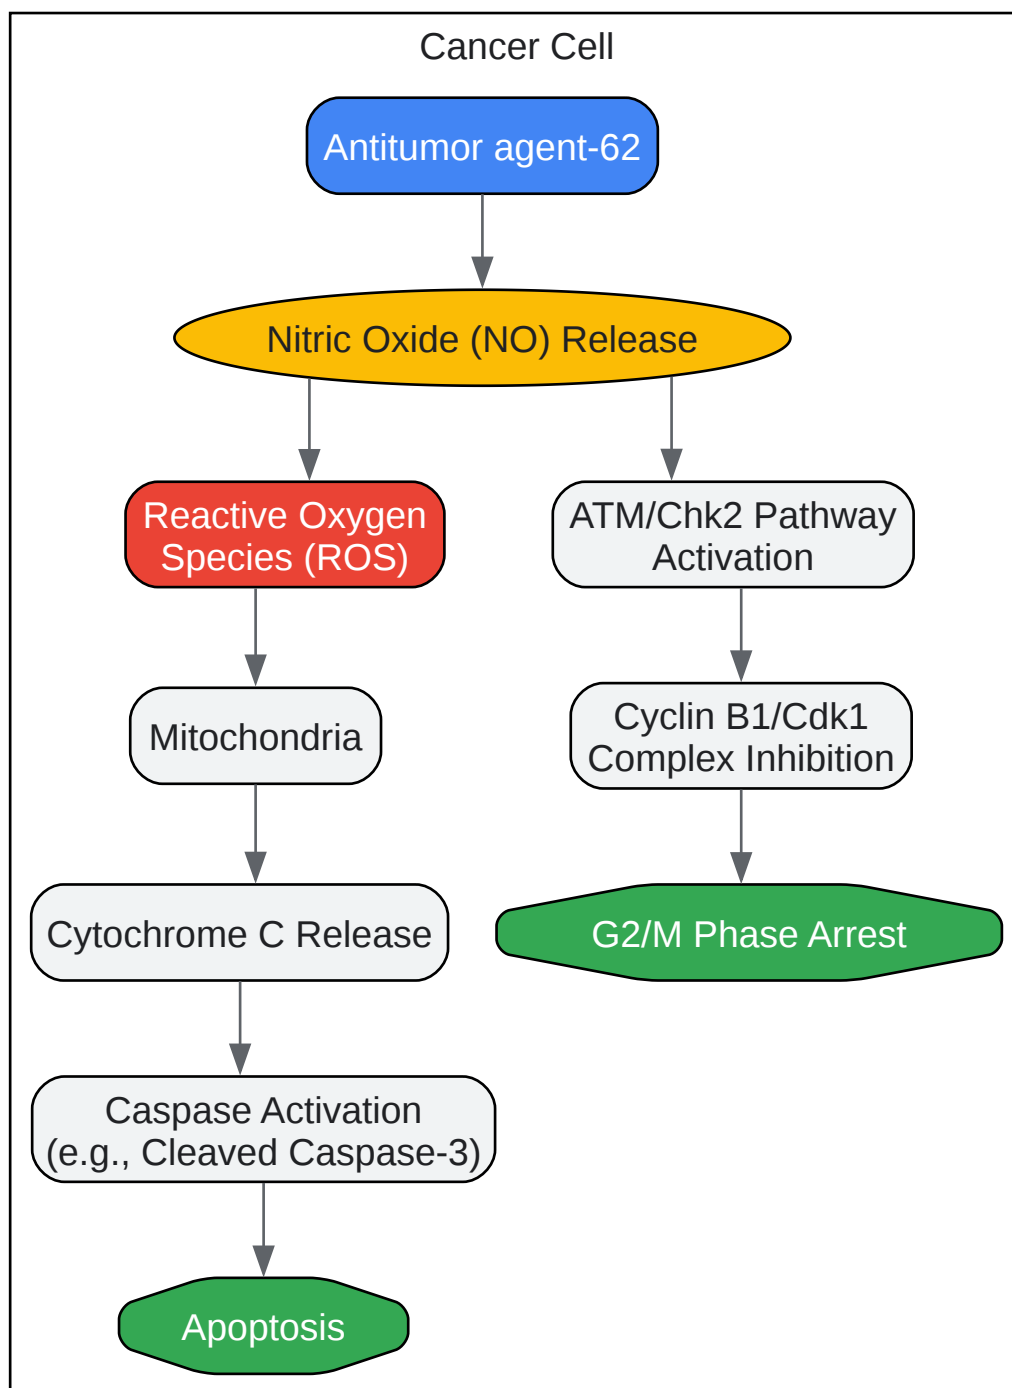 Cancer Cell
Antitumor agent-62
Nitric Oxide (NO) Release
Reactive Oxygen
Species (ROS)
ATM/Chk2 Pathway
Activation
Mitochondria
Cyclin B1/Cdk1
Complex Inhibition
Cytochrome C Release
G2/M Phase Arrest
Caspase Activation
(e.g., Cleaved Caspase-3)
Apoptosis